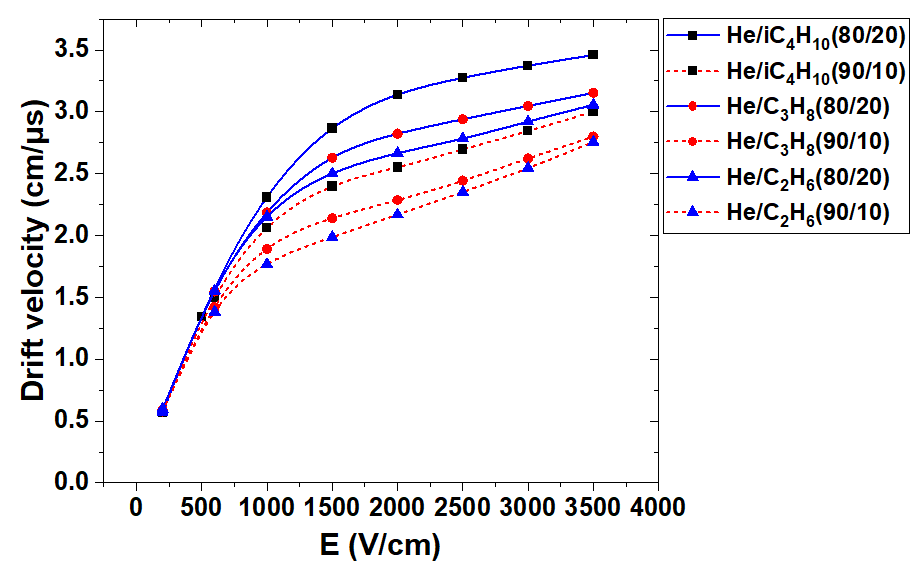 3.5
3.0
2.5
2.0
1.5
1.0
0.5
0.0
Drift velocity (cm/μs)
0 500 1000 1500 2000 2500 3000 3500 4000
E (V/cm)
He/iC₄H₁₀(80/20)
He/iC₄H₁₀(90/10)
He/C₃H₈(80/20)
He/C₃H₈(90/10)
He/C₂H₆(80/20)
He/C₂H₆(90/10)